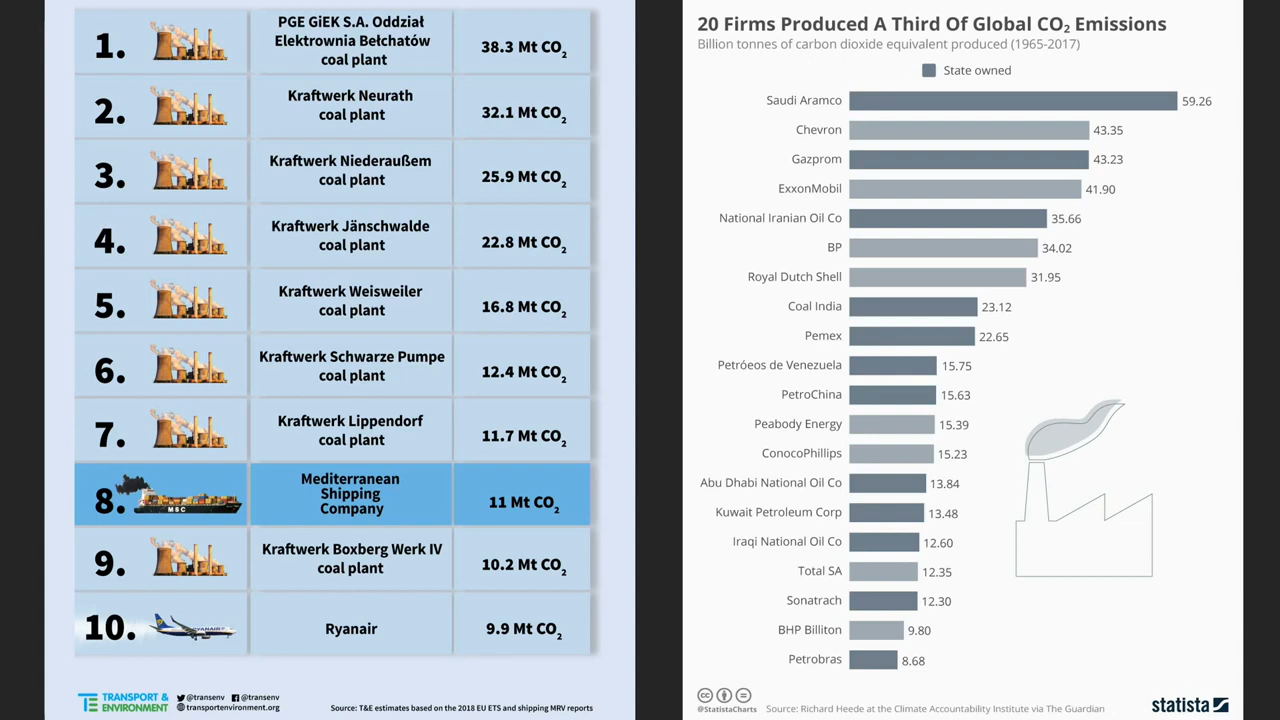 1.
PGE GiEK S.A. Oddział
Elektrownia Bełchatów
coal plant
38.3 Mt CO₂
2.
Kraftwerk Neurath
coal plant
32.1 Mt CO₂
3.
Kraftwerk Niederaußem
coal plant
25.9 Mt CO₂
4.
Kraftwerk Jänschwalde
coal plant
22.8 Mt CO₂
5.
Kraftwerk Weisweiler
coal plant
16.8 Mt CO₂
6.
Kraftwerk Schwarze Pumpe
coal plant
12.4 Mt CO₂
7.
Kraftwerk Lippendorf
coal plant
11.7 Mt CO₂
8.
MSC
Mediterranean
Shipping
Company
11 Mt CO₂
9.
Kraftwerk Boxberg Werk IV
coal plant
10.2 Mt CO₂
10.
RYANAIR
Ryanair
9.9 Mt CO₂
TE TRANSPORT &
ENVIRONMENT
@transenv @transenv
transportenvironment.org
Source: T&E estimates based on the 2018 EU ETS and shipping MRV reports
20 Firms Produced A Third Of Global CO₂ Emissions
Billion tonnes of carbon dioxide equivalent produced (1965-2017)
State owned
Saudi Aramco 59.26
Chevron 43.35
Gazprom 43.23
ExxonMobil 41.90
National Iranian Oil Co 35.66
BP 34.02
Royal Dutch Shell 31.95
Coal India 23.12
Pemex 22.65
Petróeos de Venezuela 15.75
PetroChina 15.63
Peabody Energy 15.39
ConocoPhillips 15.23
Abu Dhabi National Oil Co 13.84
Kuwait Petroleum Corp 13.48
Iraqi National Oil Co 12.60
Total SA 12.35
Sonatrach 12.30
BHP Billiton 9.80
Petrobras 8.68
cc
@StatistaCharts Source: Richard Heede at the Climate Accountability Institute via The Guardian
statista